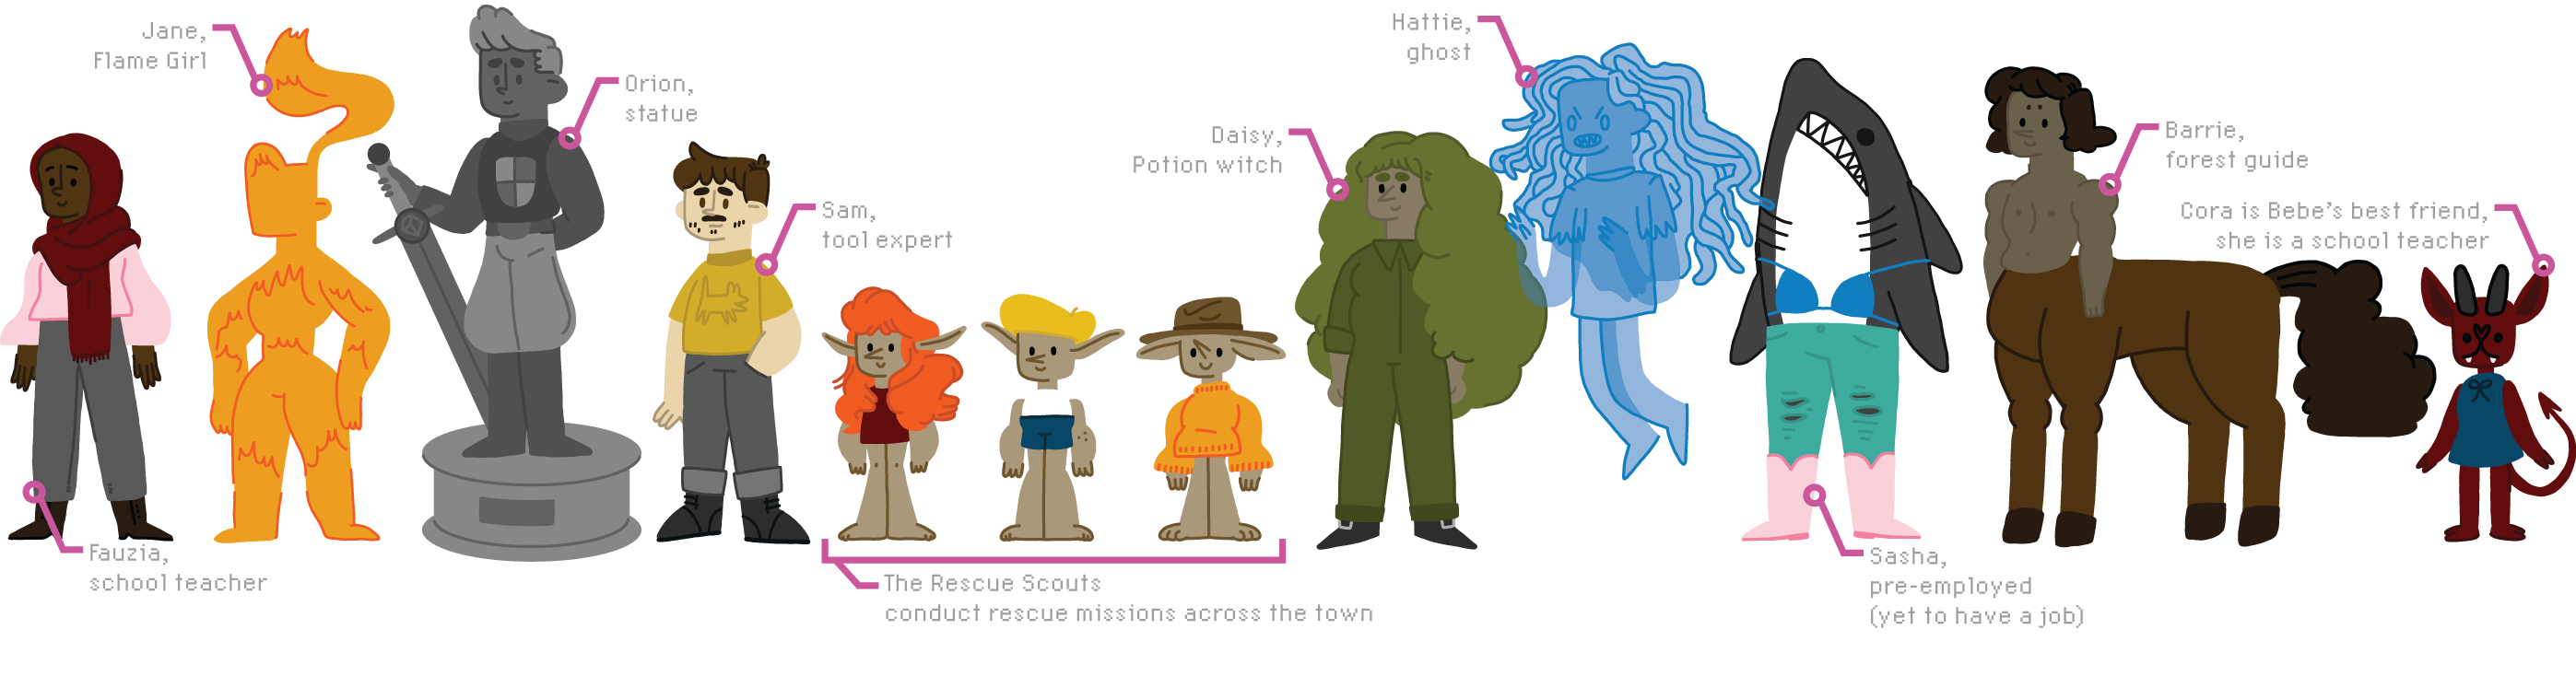 Jane,
Flame Girl
Orion,
statue
Sam,
tool expert
Hattie,
ghost
Daisy,
Potion witch
Barrie,
forest guide
Cora is Bebe's best friend,
she is a school teacher
Fauzia,
school teacher
The Rescue Scouts
conduct rescue missions across the town
Sasha,
pre-employed
(yet to have a job)